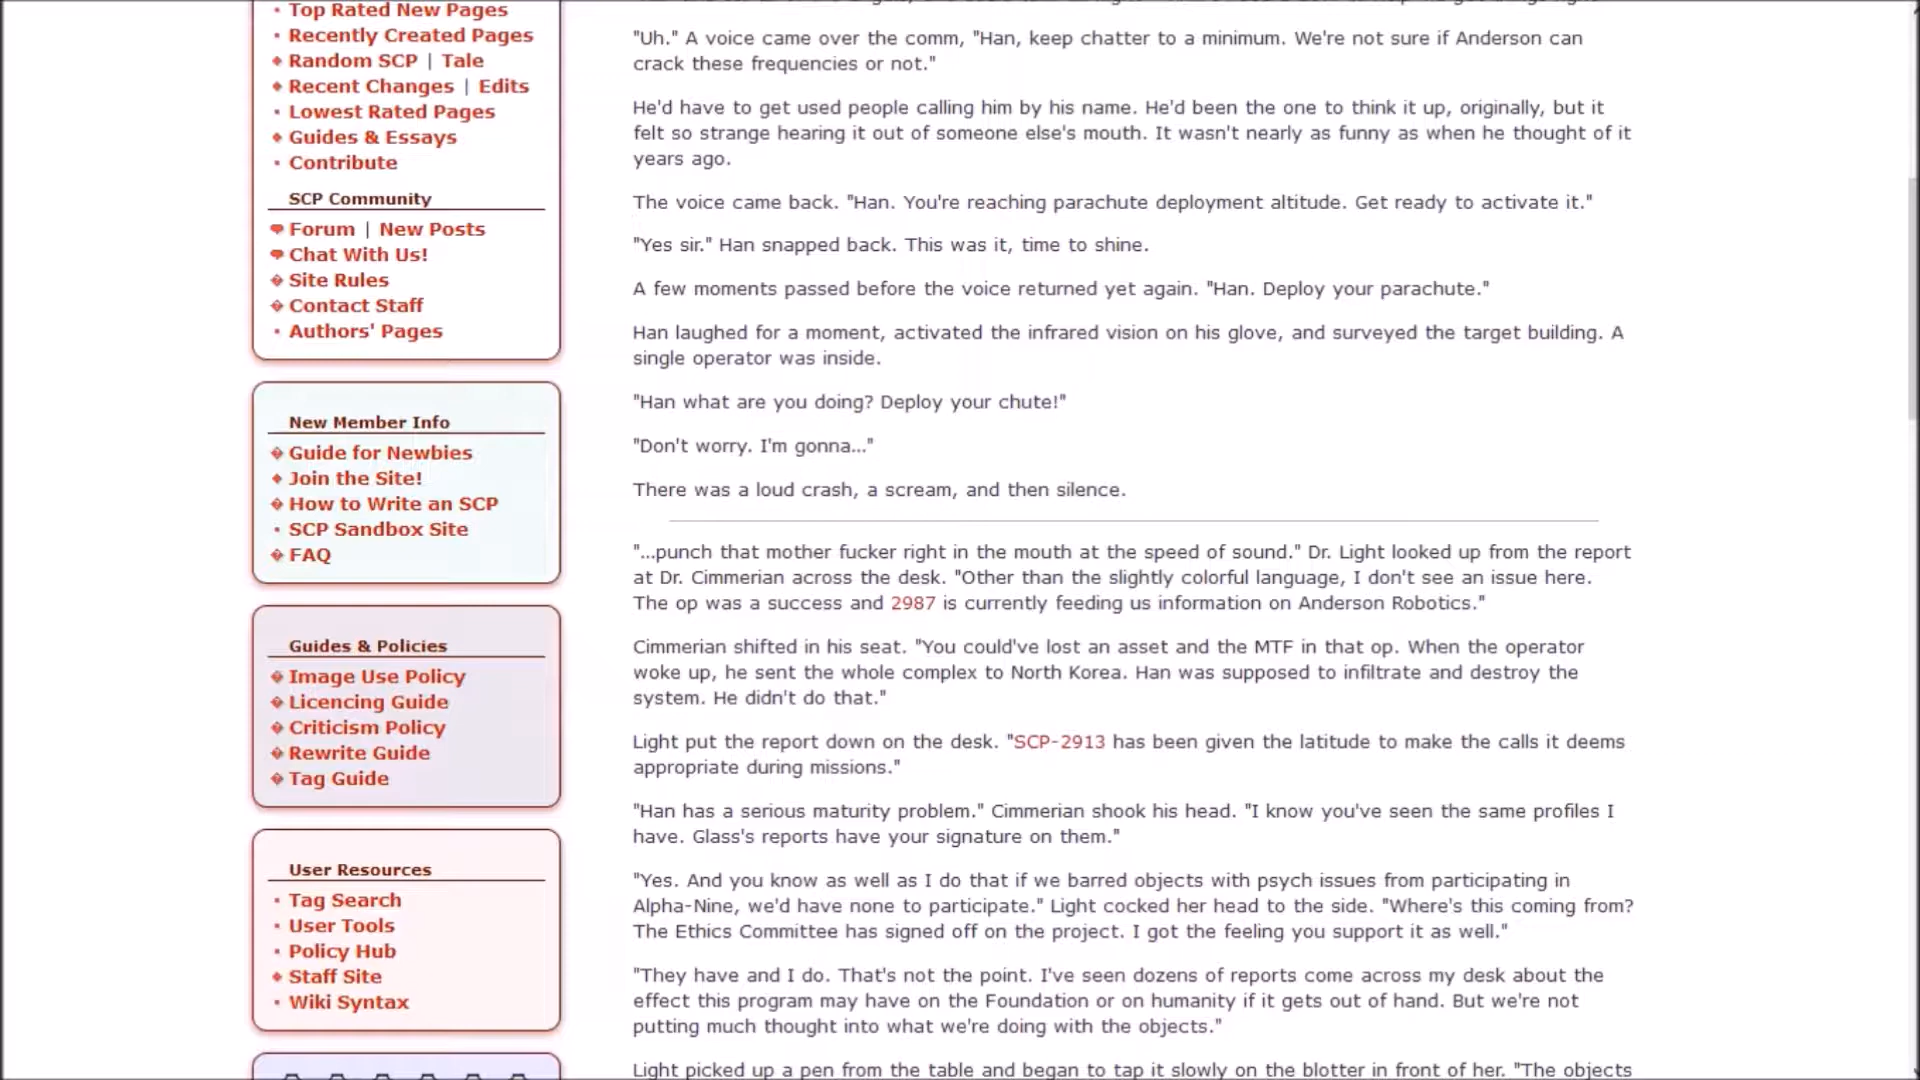 Top Rated New Pages
Recently Created Pages
Random SCP | Tale
Recent Changes | Edits
Lowest Rated Pages
Guides & Essays
Contribute
SCP Community
Forum | New Posts
Chat With Us!
Site Rules
Contact Staff
Authors' Pages
New Member Info
Guide for Newbies
Join the Site!
How to Write an SCP
SCP Sandbox Site
FAQ
Guides & Policies
Image Use Policy
Licencing Guide
Criticism Policy
Rewrite Guide
Tag Guide
User Resources
Tag Search
User Tools
Policy Hub
Staff Site
Wiki Syntax
"Uh." A voice came over the comm, "Han, keep chatter to a minimum. We're not sure if Anderson can
crack these frequencies or not."
He'd have to get used people calling him by his name. He'd been the one to think it up, originally, but it
felt so strange hearing it out of someone else's mouth. It wasn't nearly as funny as when he thought of it
years ago.
The voice came back. "Han. You're reaching parachute deployment altitude. Get ready to activate it."
"Yes sir." Han snapped back. This was it, time to shine.
A few moments passed before the voice returned yet again. "Han. Deploy your parachute."
Han laughed for a moment, activated the infrared vision on his glove, and surveyed the target building. A
single operator was inside.
"Han what are you doing? Deploy your chute!"
"Don't worry. I'm gonna..."
There was a loud crash, a scream, and then silence.
"...punch that mother fucker right in the mouth at the speed of sound." Dr. Light looked up from the report
at Dr. Cimmerian across the desk. "Other than the slightly colorful language, I don't see an issue here.
The op was a success and 2987 is currently feeding us information on Anderson Robotics."
Cimmerian shifted in his seat. "You could've lost an asset and the MTF in that op. When the operator
woke up, he sent the whole complex to North Korea. Han was supposed to infiltrate and destroy the
system. He didn't do that."
Light put the report down on the desk. "SCP-2913 has been given the latitude to make the calls it deems
appropriate during missions."
"Han has a serious maturity problem." Cimmerian shook his head. "I know you've seen the same profiles I
have. Glass's reports have your signature on them."
"Yes. And you know as well as I do that if we barred objects with psych issues from participating in
Alpha-Nine, we'd have none to participate." Light cocked her head to the side. "Where's this coming from?
The Ethics Committee has signed off on the project. I got the feeling you support it as well."
"They have and I do. That's not the point. I've seen dozens of reports come across my desk about the
effect this program may have on the Foundation or on humanity if it gets out of hand. But we're not
putting much thought into what we're doing with the objects."
Light picked up a pen from the table and began to tap it slowly on the blotter in front of her. "The objects